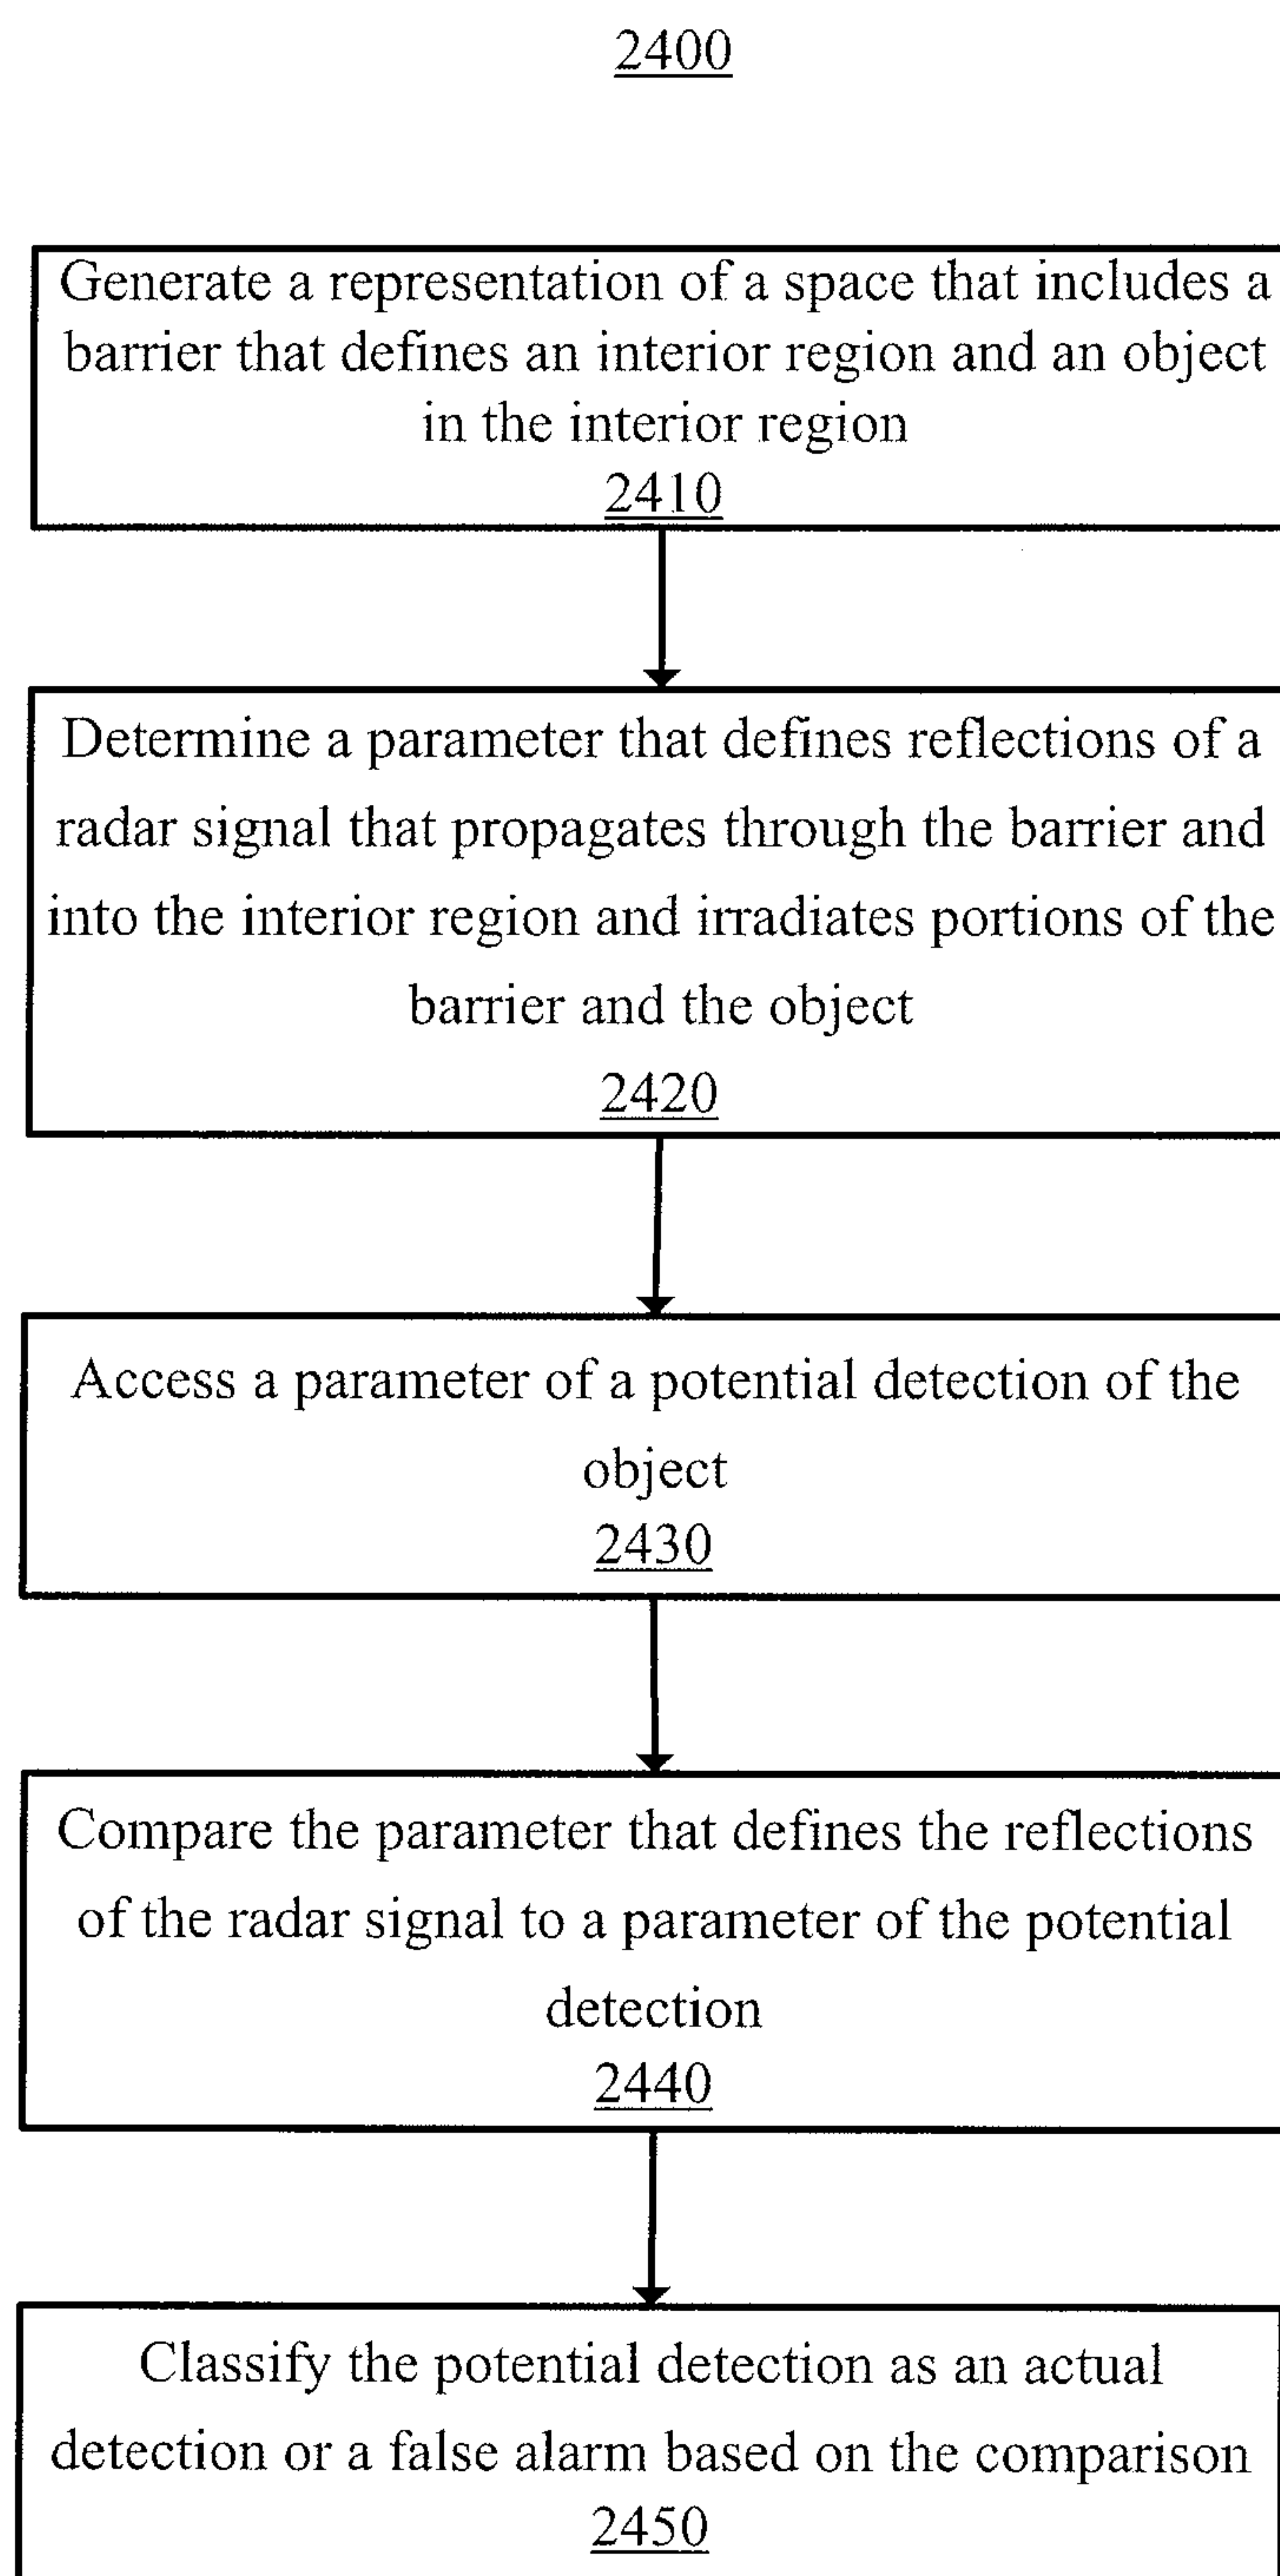 2400
Generate a representation of a space that includes a
barrier that defines an interior region and an object
in the interior region
2410
Determine a parameter that defines reflections of a
radar signal that propagates through the barrier and
into the interior region and irradiates portions of the
barrier and the object
2420
Access a parameter of a potential detection of the
object
2430
Compare the parameter that defines the reflections
of the radar signal to a parameter of the potential
detection
2440
Classify the potential detection as an actual
detection or a false alarm based on the comparison
2450